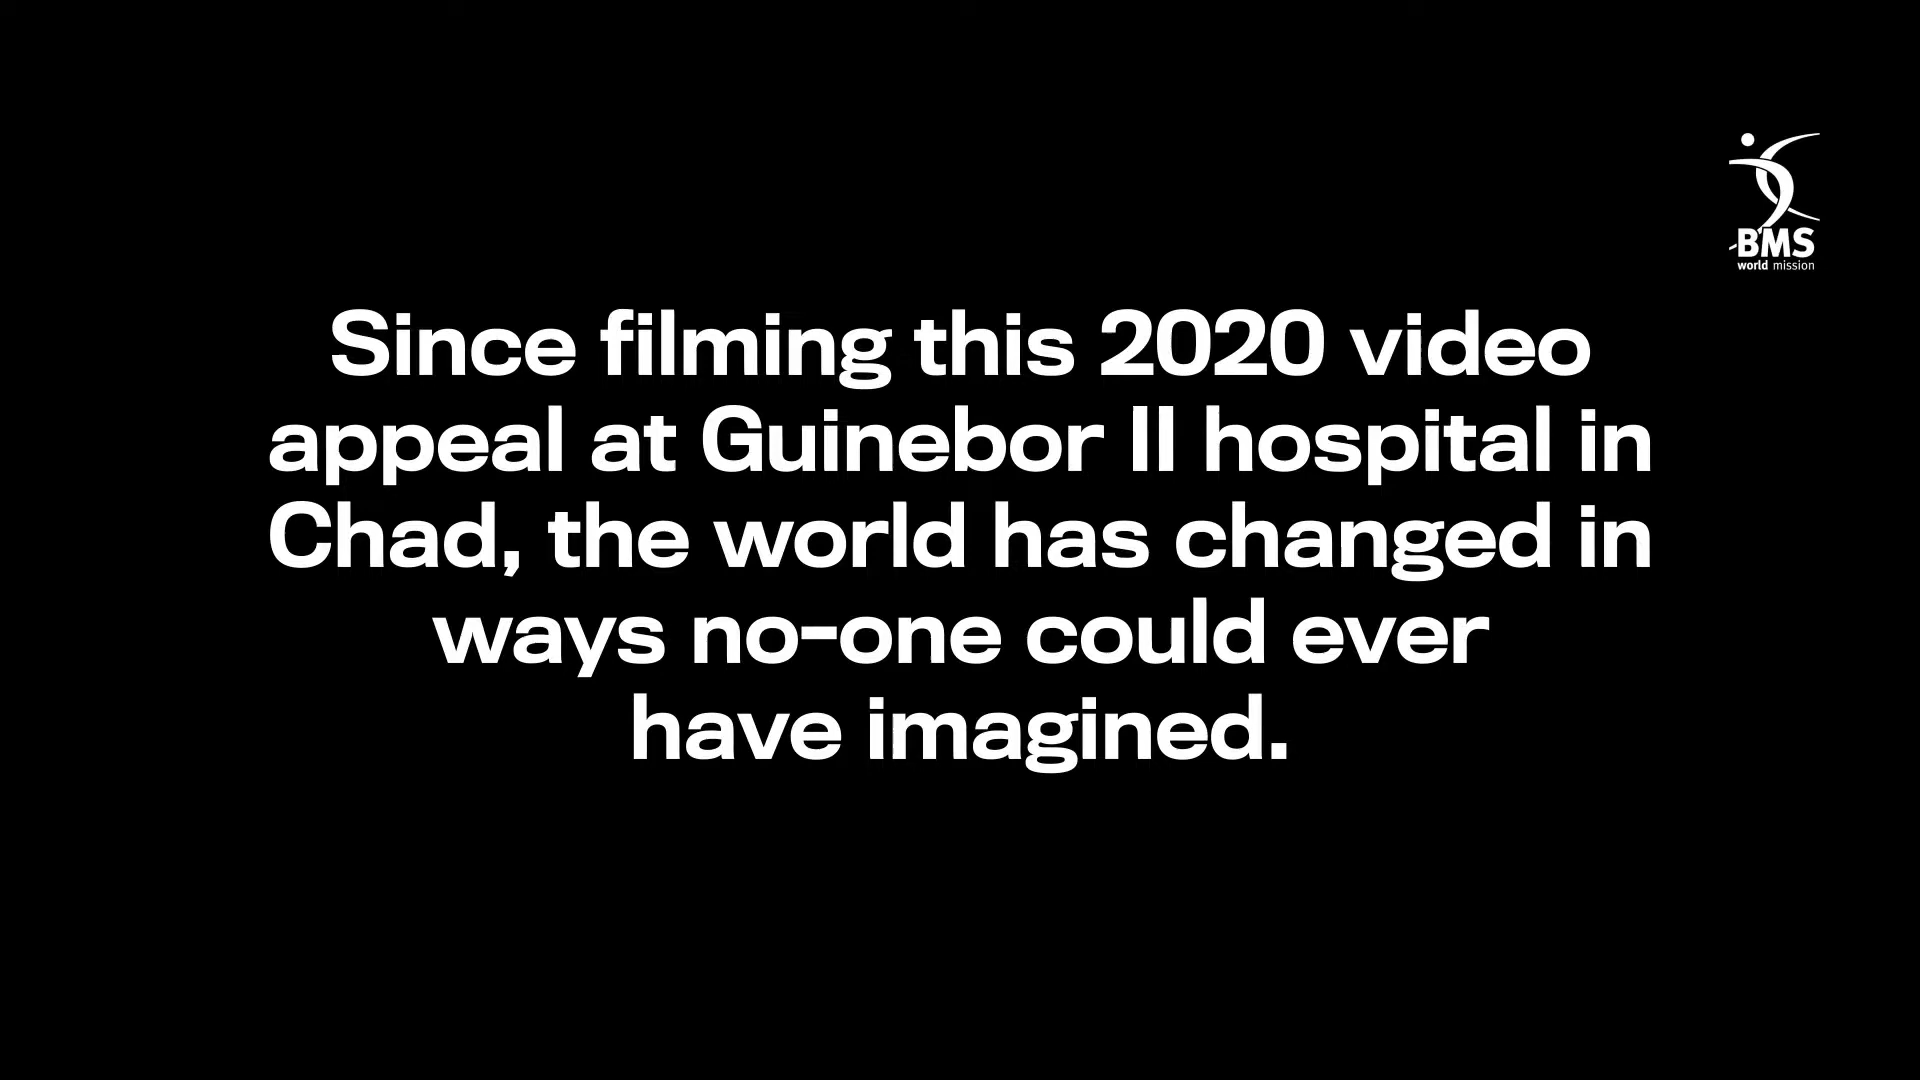 BMS
world mission
Since filming this 2020 video
appeal at Guinebor II hospital in
Chad, the world has changed in
ways no-one could ever
have imagined.